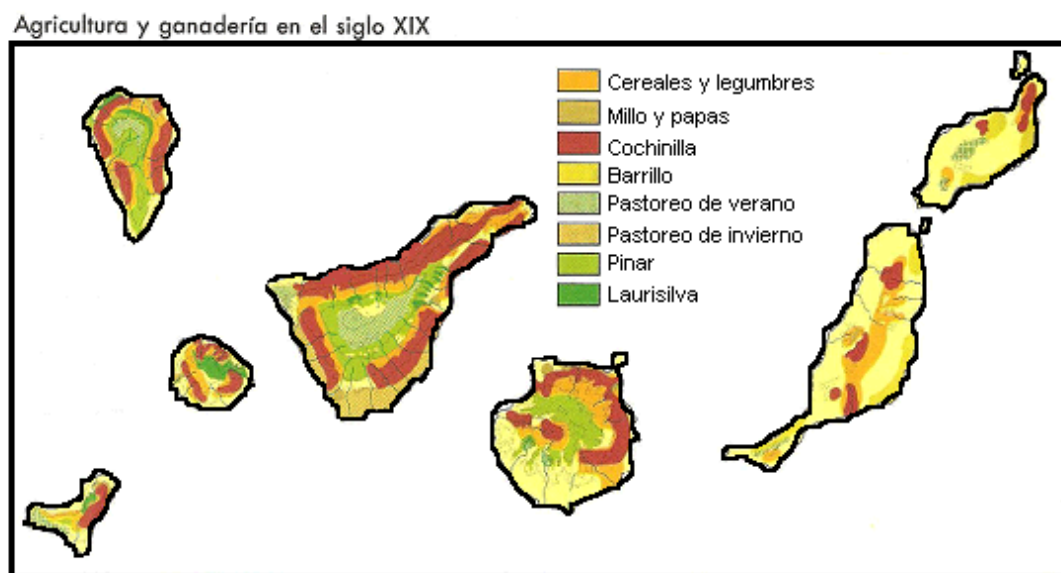 Agricultura y ganadería en el siglo XIX
Cereales y legumbres
Millo y papas
Cochinilla
Barrillo
Pastoreo de verano
Pastoreo de invierno
Pinar
Laurisilva